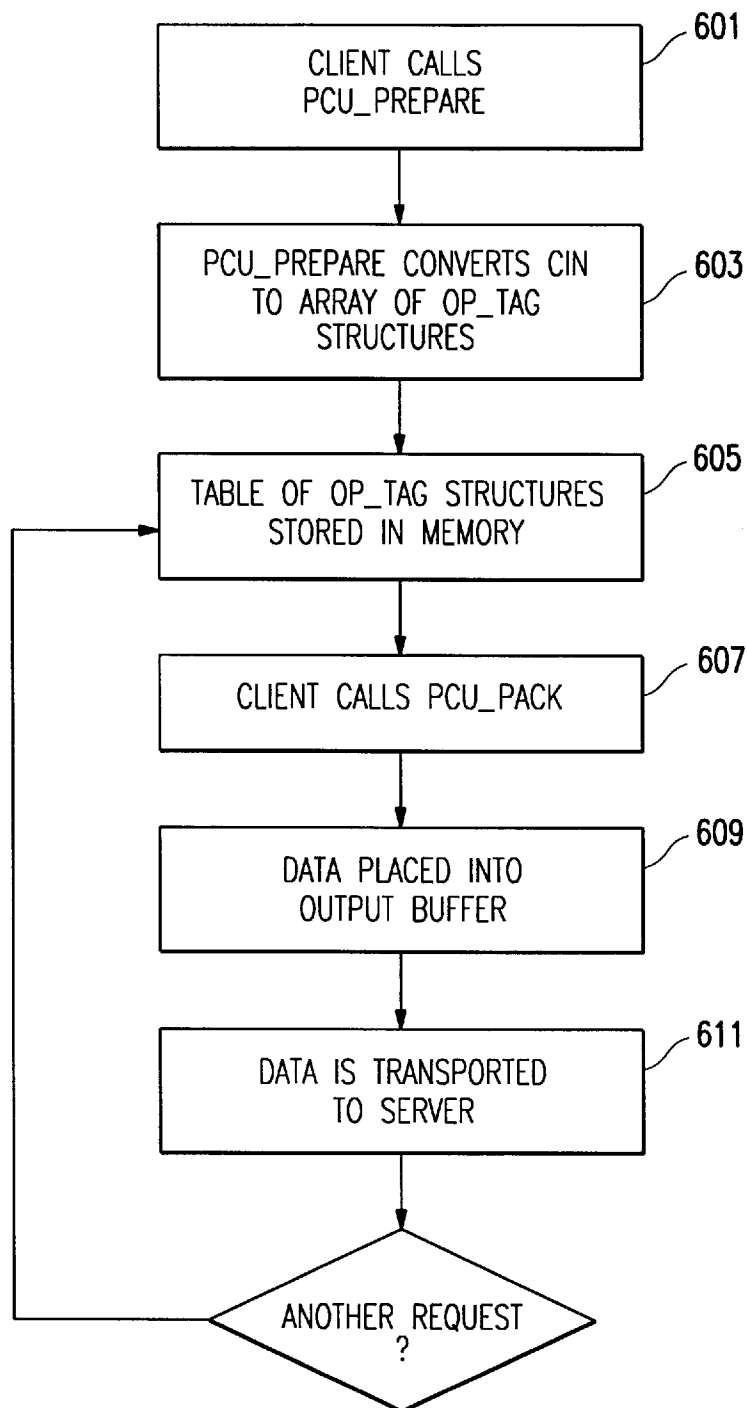 601
CLIENT CALLS
PCU_PREPARE
603
PCU_PREPARE CONVERTS CIN
TO ARRAY OF OP_TAG
STRUCTURES
605
TABLE OF OP_TAG STRUCTURES
STORED IN MEMORY
607
CLIENT CALLS PCU_PACK
609
DATA PLACED INTO
OUTPUT BUFFER
611
DATA IS TRANSPORTED
TO SERVER
ANOTHER REQUEST
?